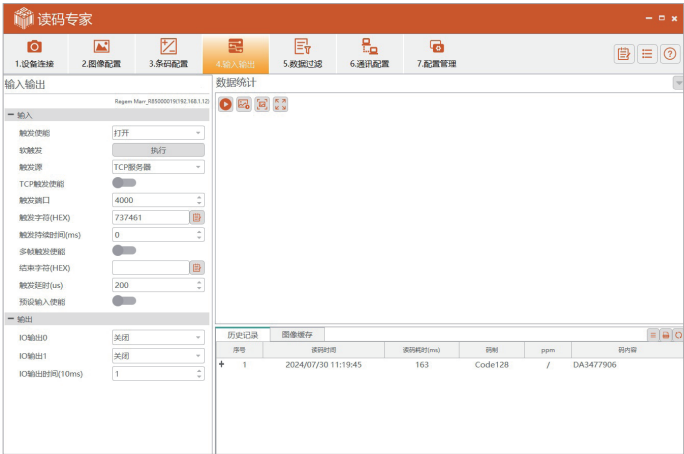 读码专家
1.设备连接
2.图像配置
3.条码配置
4.输入输出
5.数据过滤
6.通讯配置
7.配置管理
输入输出
数据统计
Regem Marr_R85000019(192.168.1.12)
输入
触发使能 打开
软触发 执行
触发源 TCP服务器
TCP触发使能
触发端口 4000
触发字符(HEX) 737461
触发持续时间(ms) 0
多帧触发使能
结束字符(HEX)
触发延时(us) 200
预设输入使能
输出
IO输出0 关闭
IO输出1 关闭
IO输出时间(10ms) 1
历史记录 图像缓存
序号 读码时间 读码耗时(ms) 码制 ppm 码内容
1 2024/07/30 11:19:45 163 Code128 / DA3477906